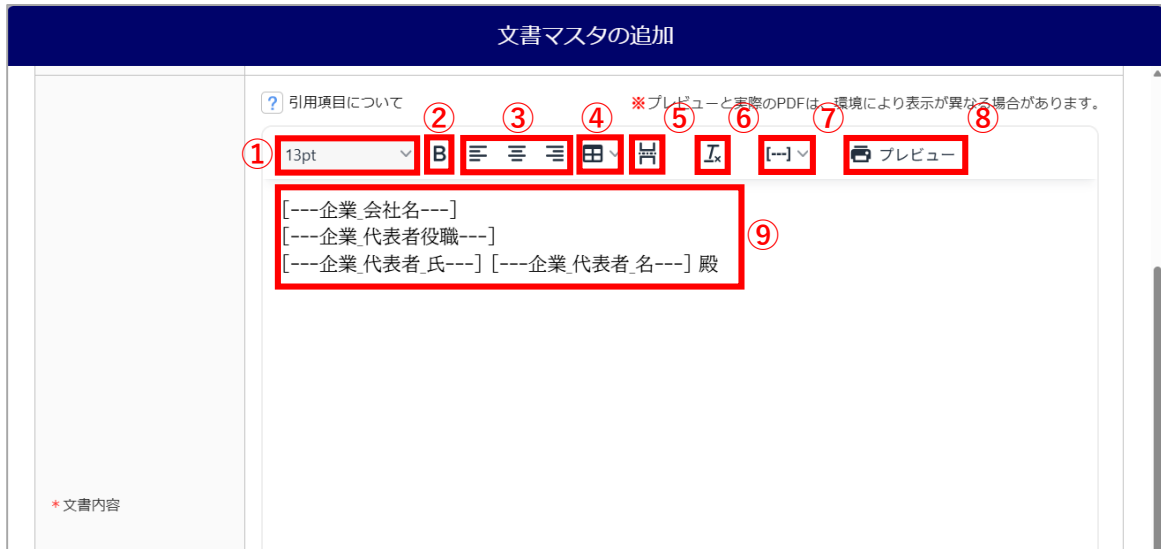 文書マスタの追加
? 引用項目について ※プレビューと実際のPDFは、環境により表示が異なる場合があります。
② ③ ④ ⑤ ⑥ ⑦ ⑧
① 13pt B [---] プレビュー
[---企業_会社名---]
[---企業_代表者役職---]
[---企業_代表者_氏---] [---企業_代表者_名---] 殿
⑨
*文書内容